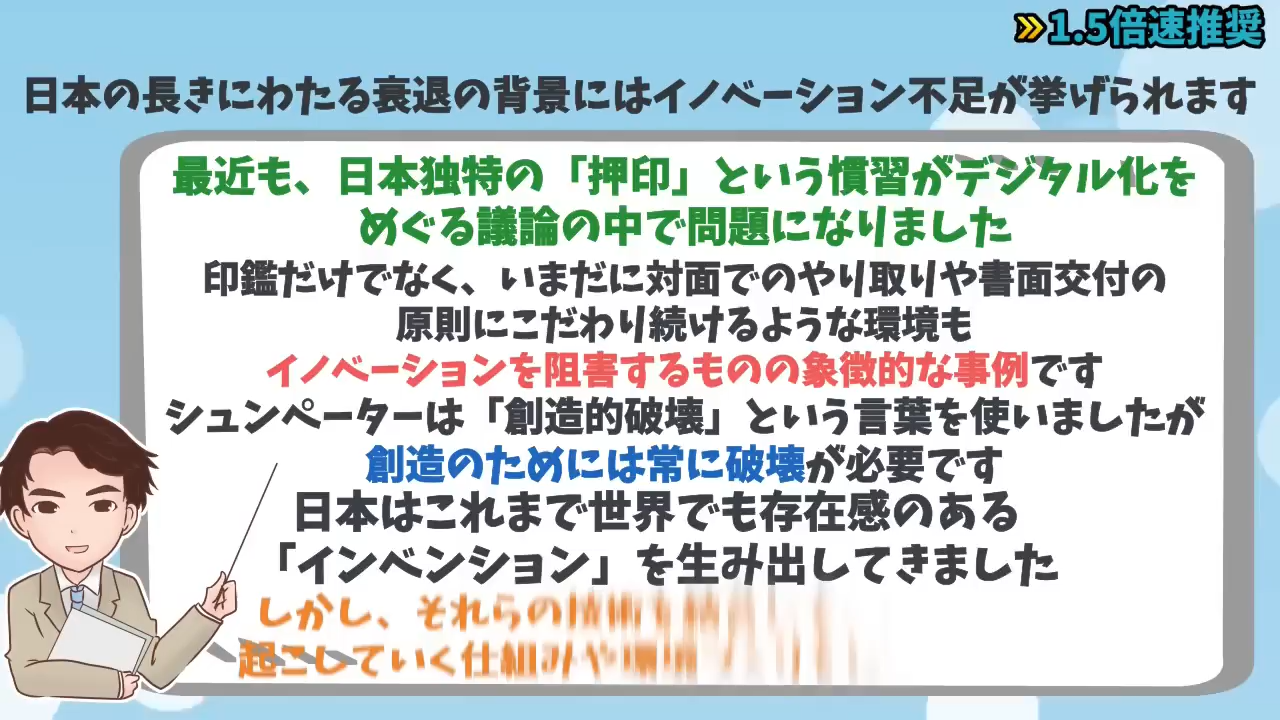 1.5倍速推奨
日本の長きにわたる衰退の背景にはイノベーション不足が挙げられます
最近も、日本独特の「押印」という慣習がデジタル化を
めぐる議論の中で問題になりました
印鑑だけでなく、いまだに対面でのやり取りや書面交付の
原則にこだわり続けるような環境も
イノベーションを阻害するものの象徴的な事例です
シュンペーターは「創造的破壊」という言葉を使いましたが
創造のためには常に破壊が必要です
日本はこれまで世界でも存在感のある
「インベンション」を生み出してきました
しかし、それらの技術を
起こしていく仕組みや環境